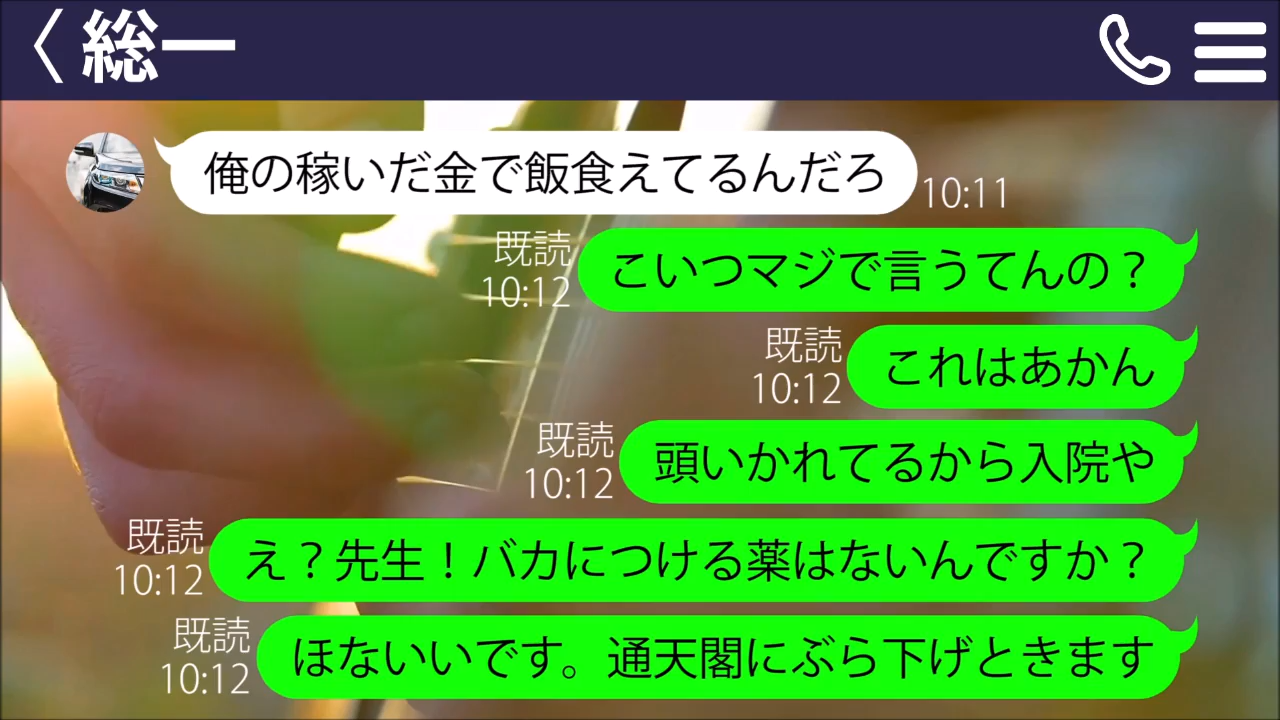 総一
俺の稼いだ金で飯食えてるんだろ
10:11
既読
10:12
こいつマジで言うてんの？
既読
10:12
これはあかん
既読
10:12
頭いかれてるから入院や
既読
10:12
え？先生！バカにつける薬はないんですか？
既読
10:12
ほないいです。通天閣にぶら下げときます